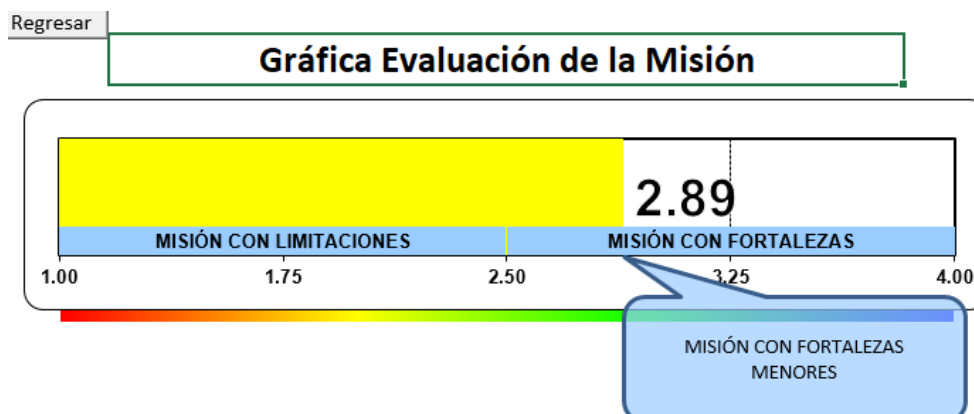 Regresar
Gráfica Evaluación de la Misión
2.89
MISIÓN CON LIMITACIONES
MISIÓN CON FORTALEZAS
1.00
1.75
2.50
3.25
4.00
MISIÓN CON FORTALEZAS
MENORES